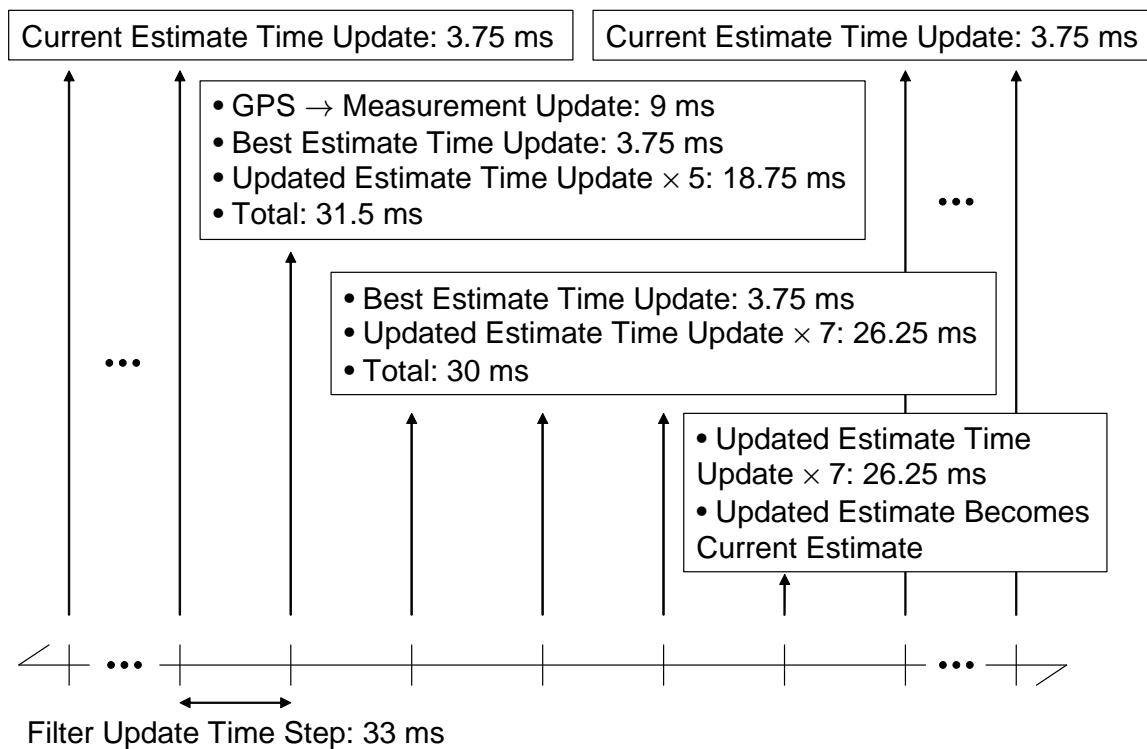 Current Estimate Time Update: 3.75 ms
Current Estimate Time Update: 3.75 ms
• GPS → Measurement Update: 9 ms
• Best Estimate Time Update: 3.75 ms
• Updated Estimate Time Update × 5: 18.75 ms
• Total: 31.5 ms
• Best Estimate Time Update: 3.75 ms
• Updated Estimate Time Update × 7: 26.25 ms
• Total: 30 ms
• Updated Estimate Time
Update × 7: 26.25 ms
• Updated Estimate Becomes
Current Estimate
Filter Update Time Step: 33 ms